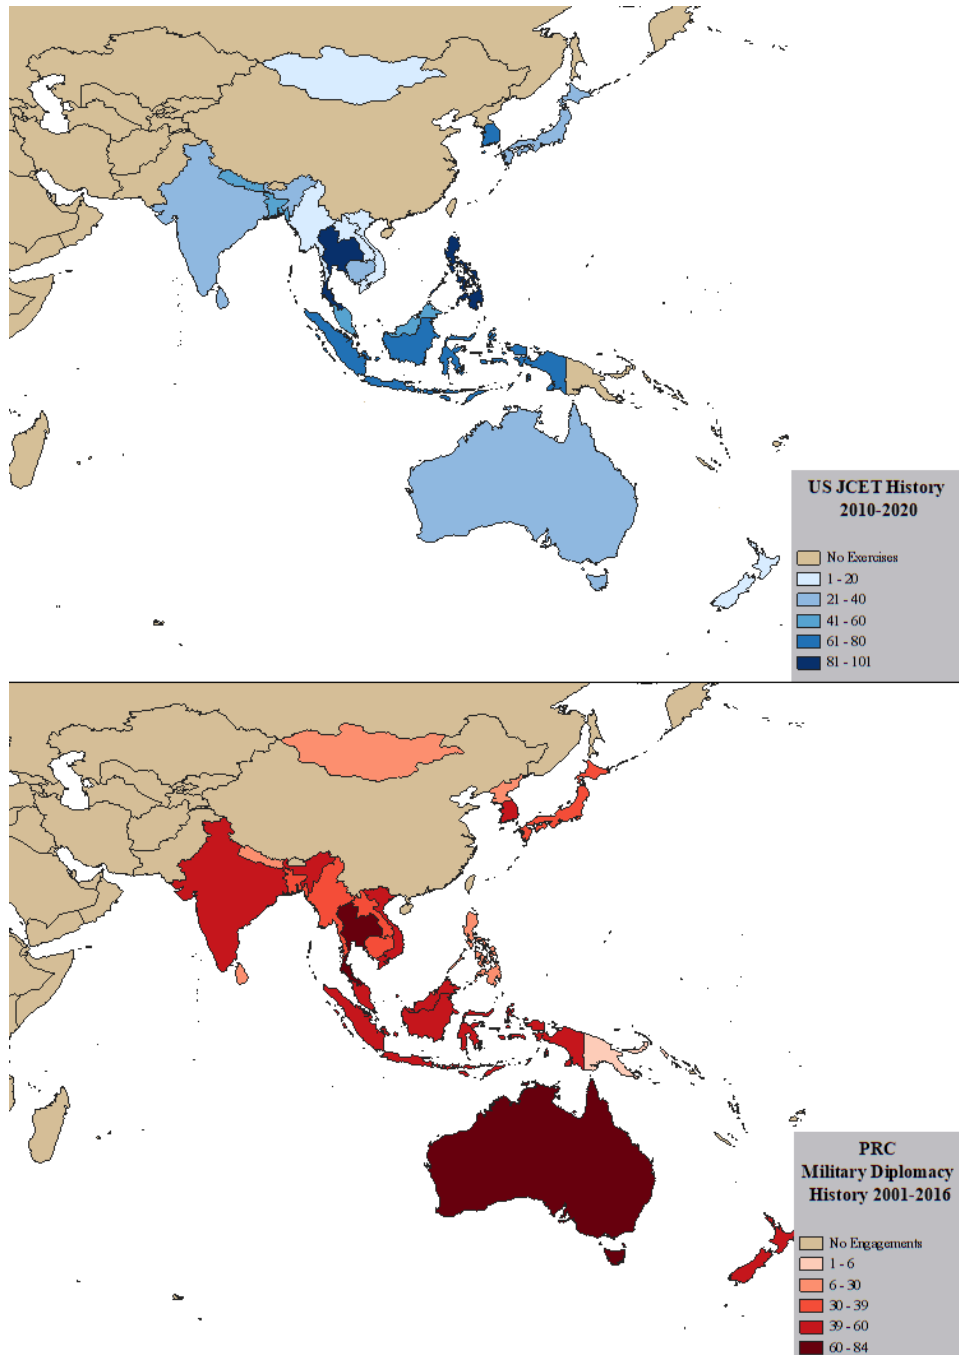 US JCET History
2010-2020
No Exercises
1 - 20
21 - 40
41 - 60
61 - 80
81 - 101
PRC
Military Diplomacy
History 2001-2016
No Engagements
1 - 6
6 - 30
30 - 39
39 - 60
60 - 84